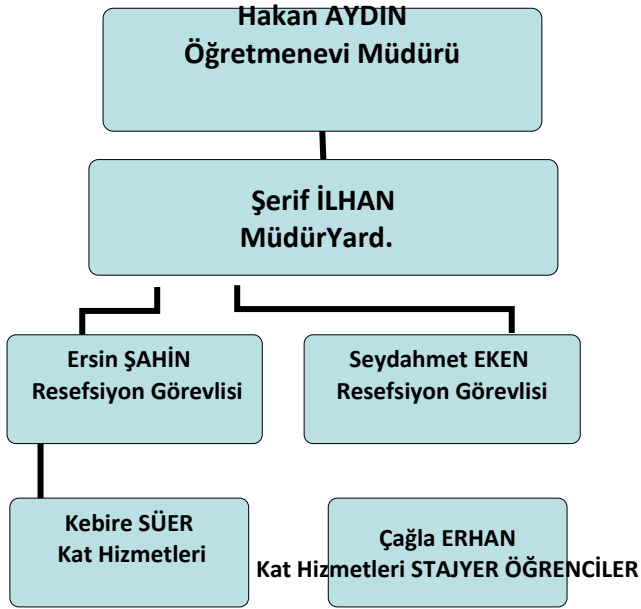 Hakan AYDIN
Öğretmenevi Müdürü
Şerif İLHAN
MüdürYard.
Ersin ŞAHİN
Resefsiyon Görevlisi
Seydahmet EKEN
Resefsiyon Görevlisi
Kebire SÜER
Kat Hizmetleri
Çağla ERHAN
Kat Hizmetleri STAJYER ÖĞRENCİLER